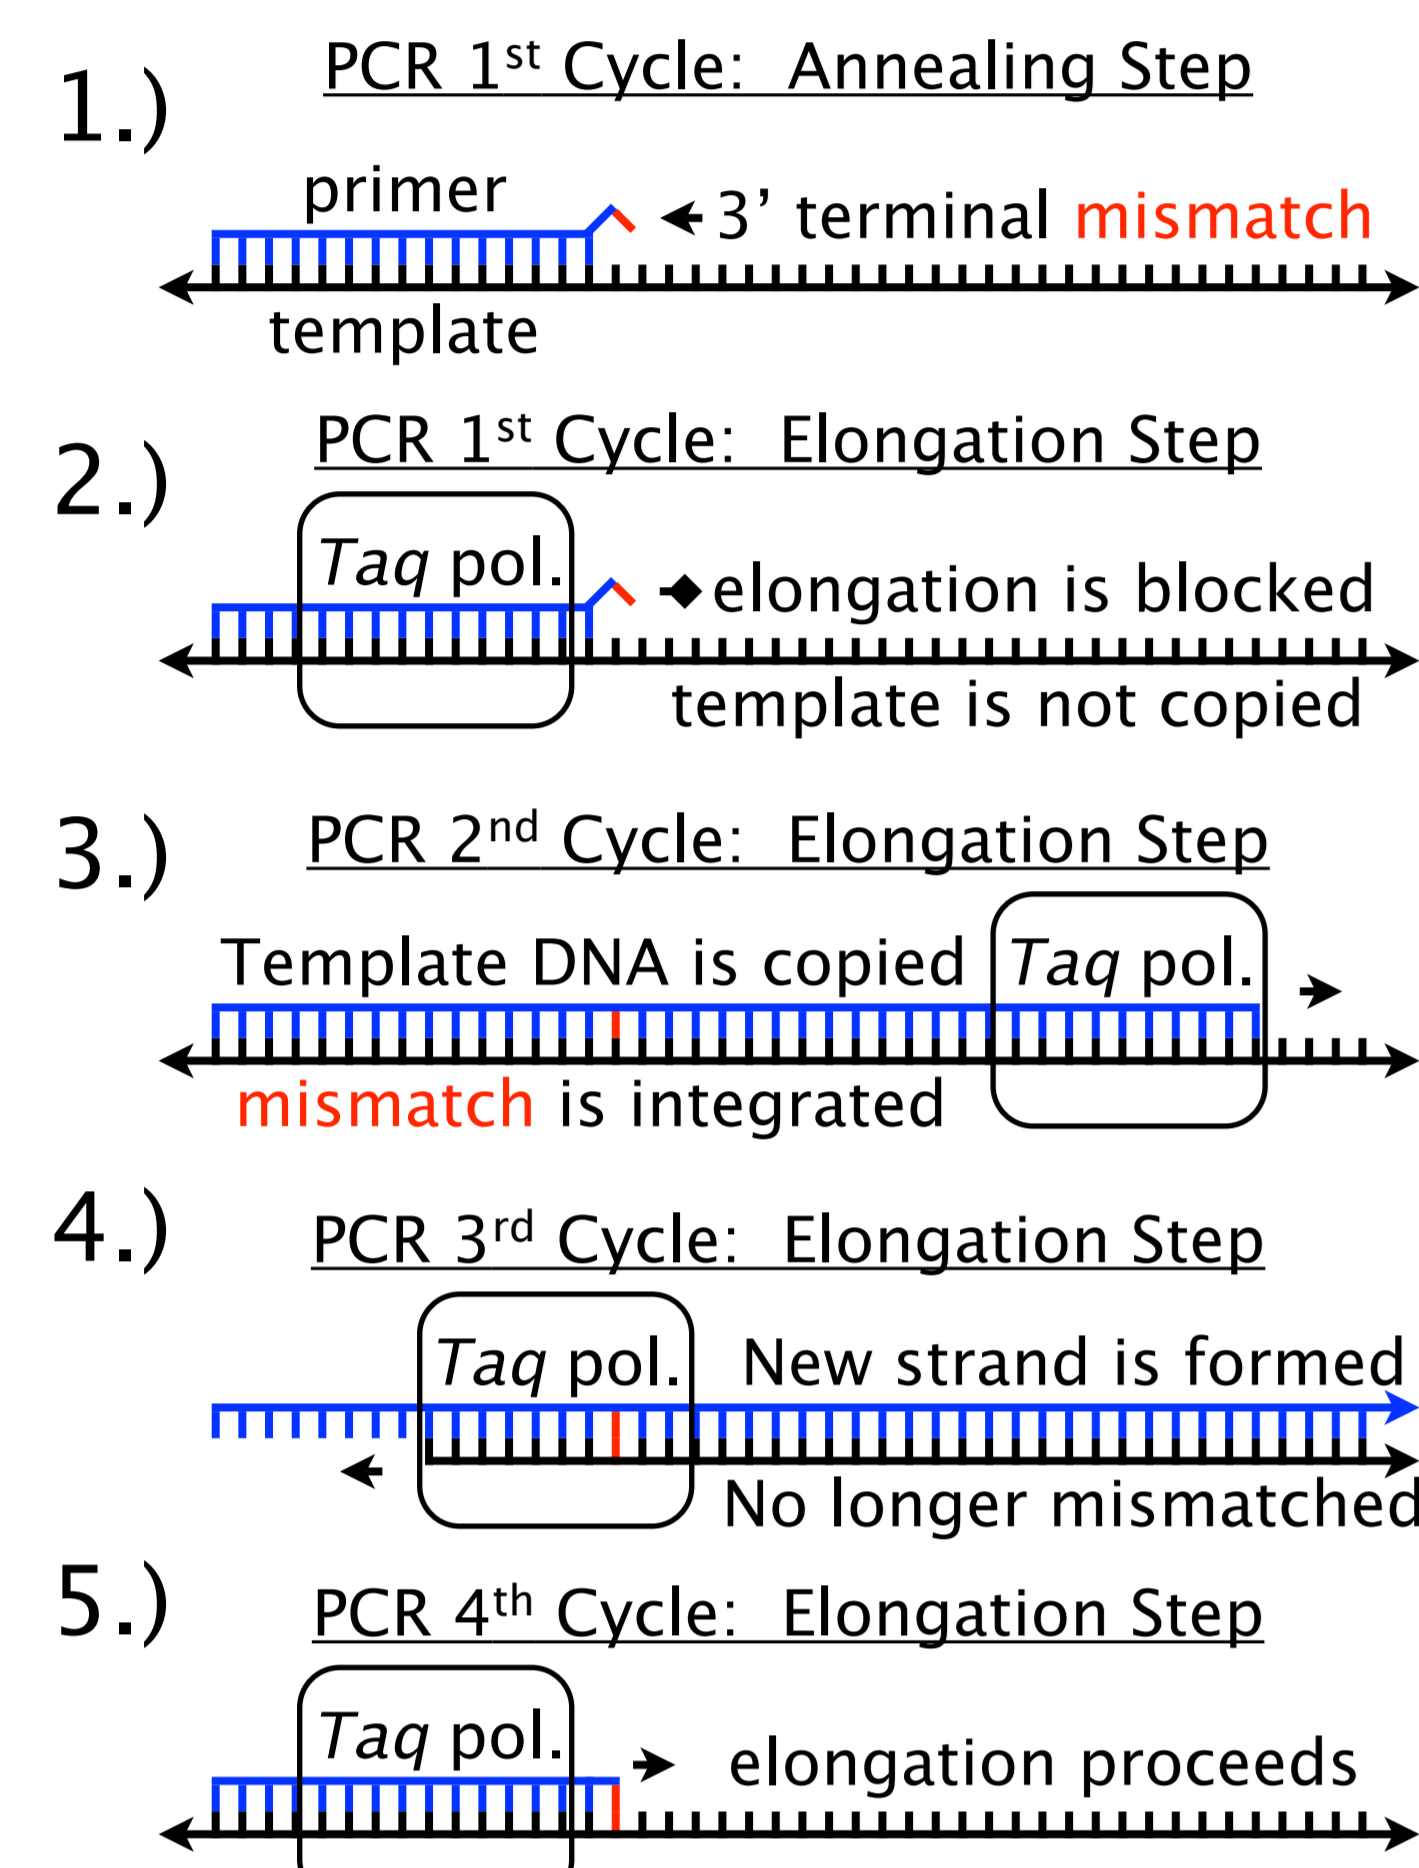 1.)
PCR 1st Cycle: Annealing Step
primer
3’ terminal mismatch
template
2.)
PCR 1st Cycle: Elongation Step
Taq pol.
elongation is blocked
template is not copied
3.)
PCR 2nd Cycle: Elongation Step
Template DNA is copied
Taq pol.
mismatch is integrated
4.)
PCR 3rd Cycle: Elongation Step
Taq pol.
New strand is formed
No longer mismatched
5.)
PCR 4th Cycle: Elongation Step
Taq pol.
elongation proceeds